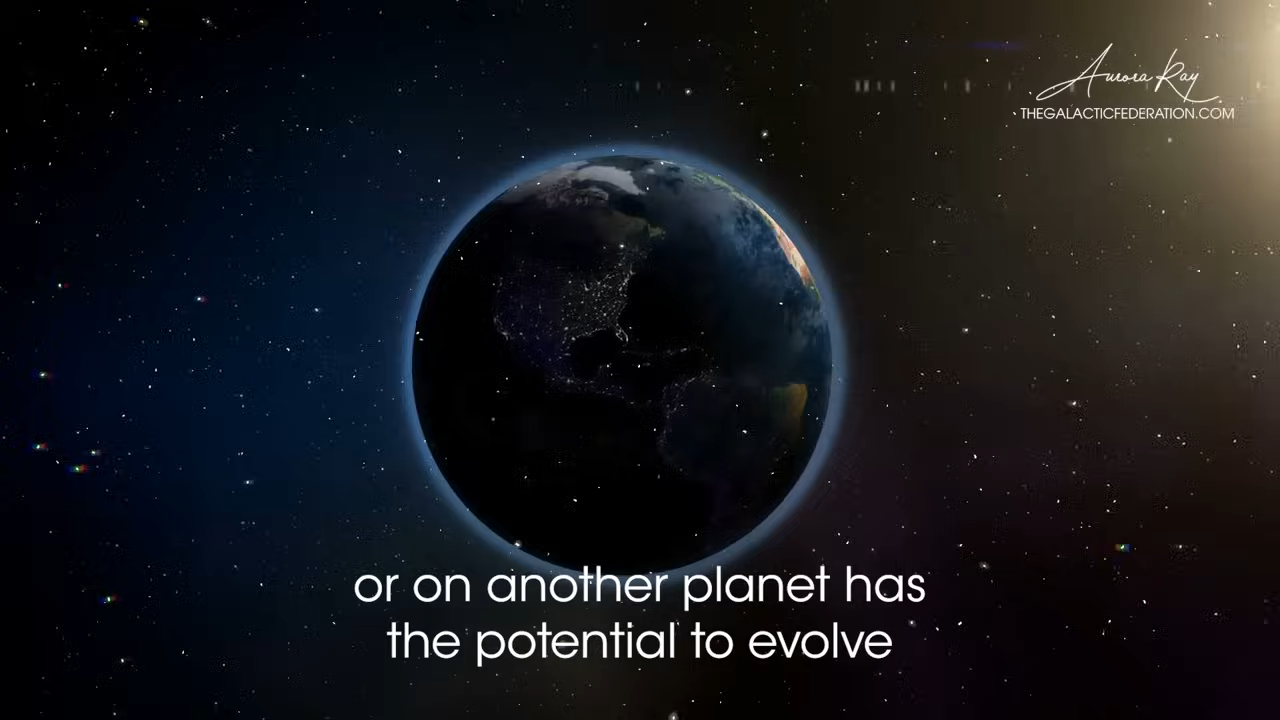 Aurora Ray
THEGALACTICFEDERATION.COM
or on another planet has
the potential to evolve